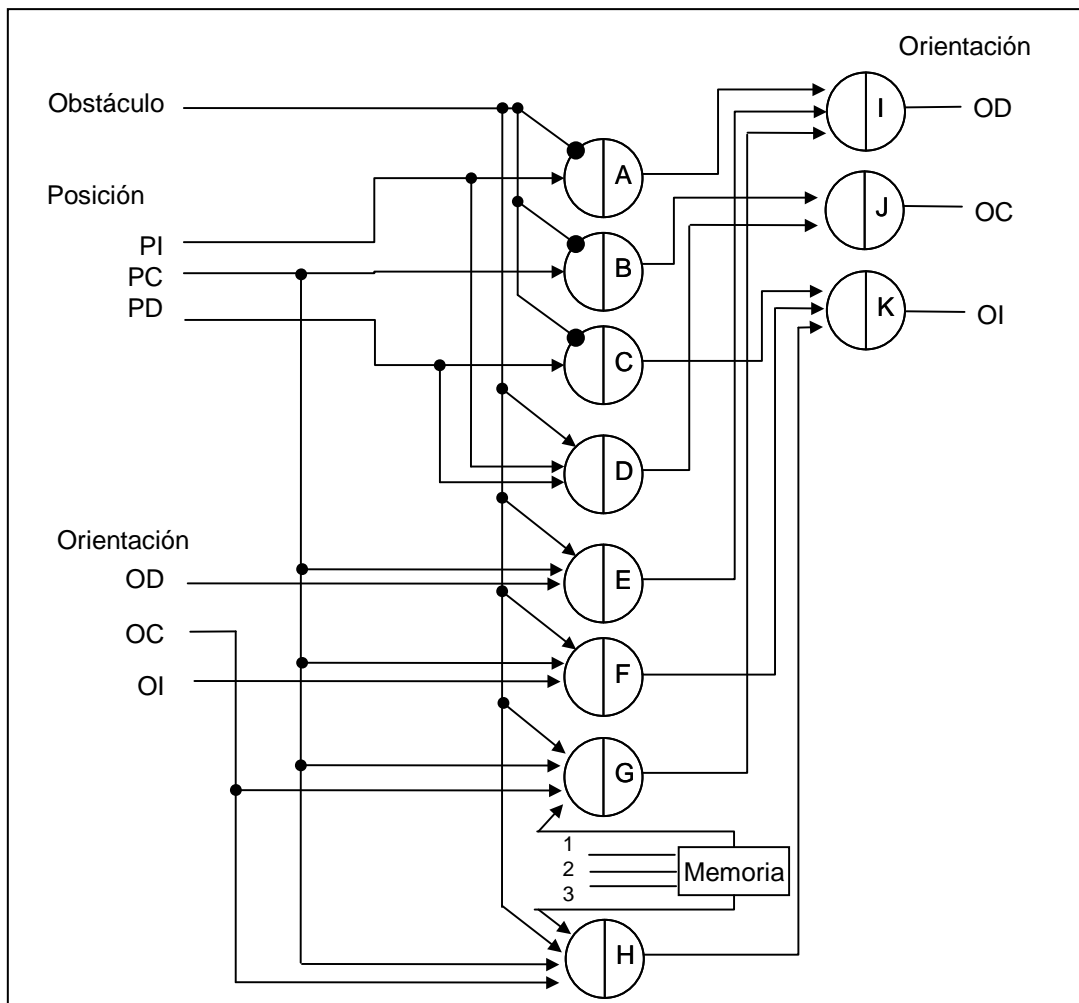 Orientación
Obstáculo
I
OD
A
Posición
J
OC
PI
B
PC
PD
K
OI
C
D
Orientación
OD
E
OC
F
OI
G
1
2
Memoria
3
H